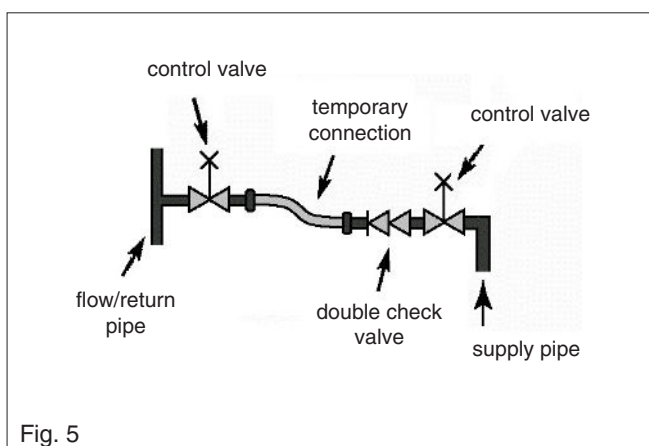 control valve
temporary
connection
control valve
flow/return
pipe
double check
valve
supply pipe
Fig. 5